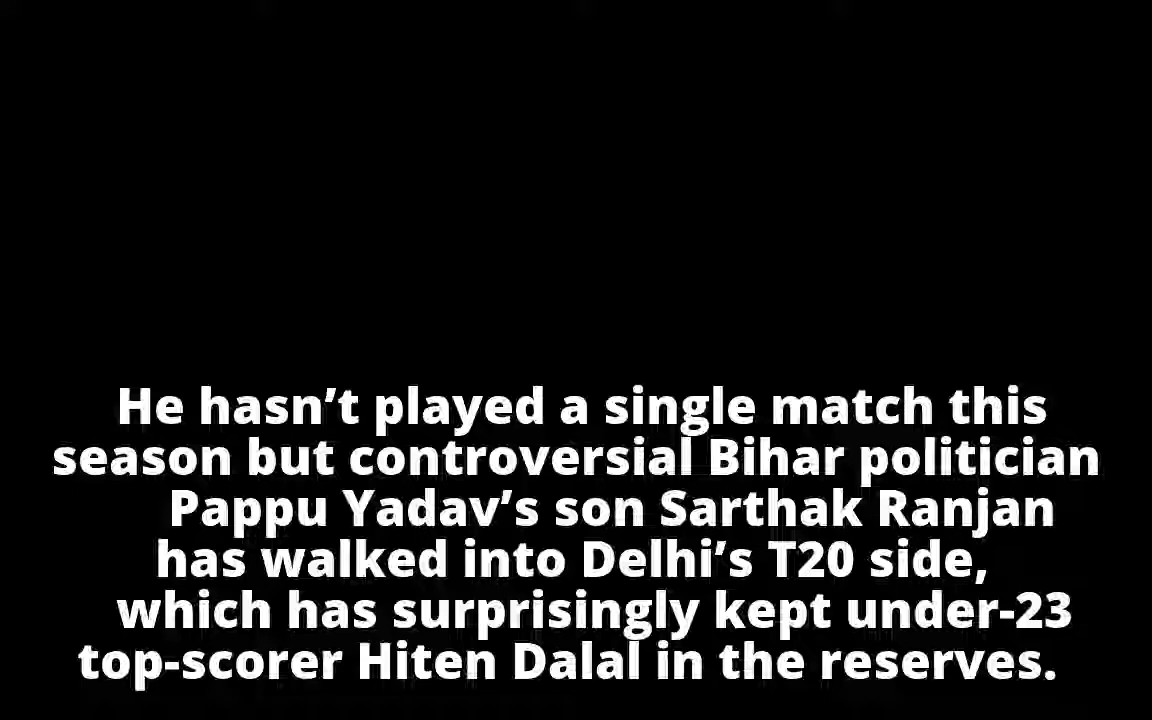 He hasn’t played a single match this
season but controversial Bihar politician
Pappu Yadav’s son Sarthak Ranjan
has walked into Delhi’s T20 side,
which has surprisingly kept under-23
top-scorer Hiten Dalal in the reserves.